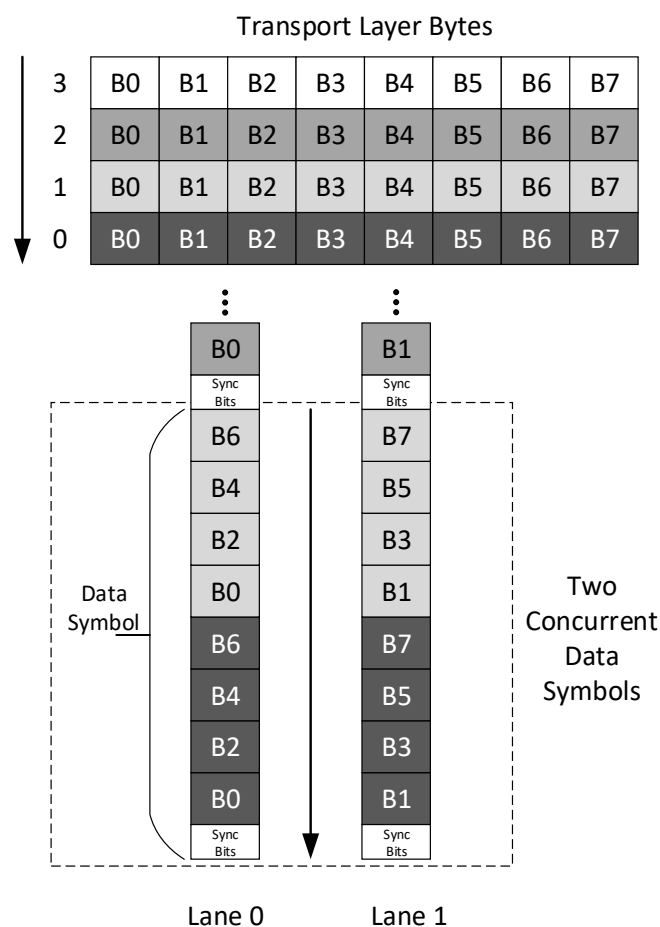 Transport Layer Bytes
3 B0 B1 B2 B3 B4 B5 B6 B7
2 B0 B1 B2 B3 B4 B5 B6 B7
1 B0 B1 B2 B3 B4 B5 B6 B7
0 B0 B1 B2 B3 B4 B5 B6 B7
B0 B1
Sync Sync
Bits Bits
B6 B7
B4 B5
B2 B3
B0 B1
B6 B7
B4 B5
B2 B3
B0 B1
Sync Sync
Bits Bits
Data
Symbol
Two
Concurrent
Data
Symbols
Lane 0 Lane 1